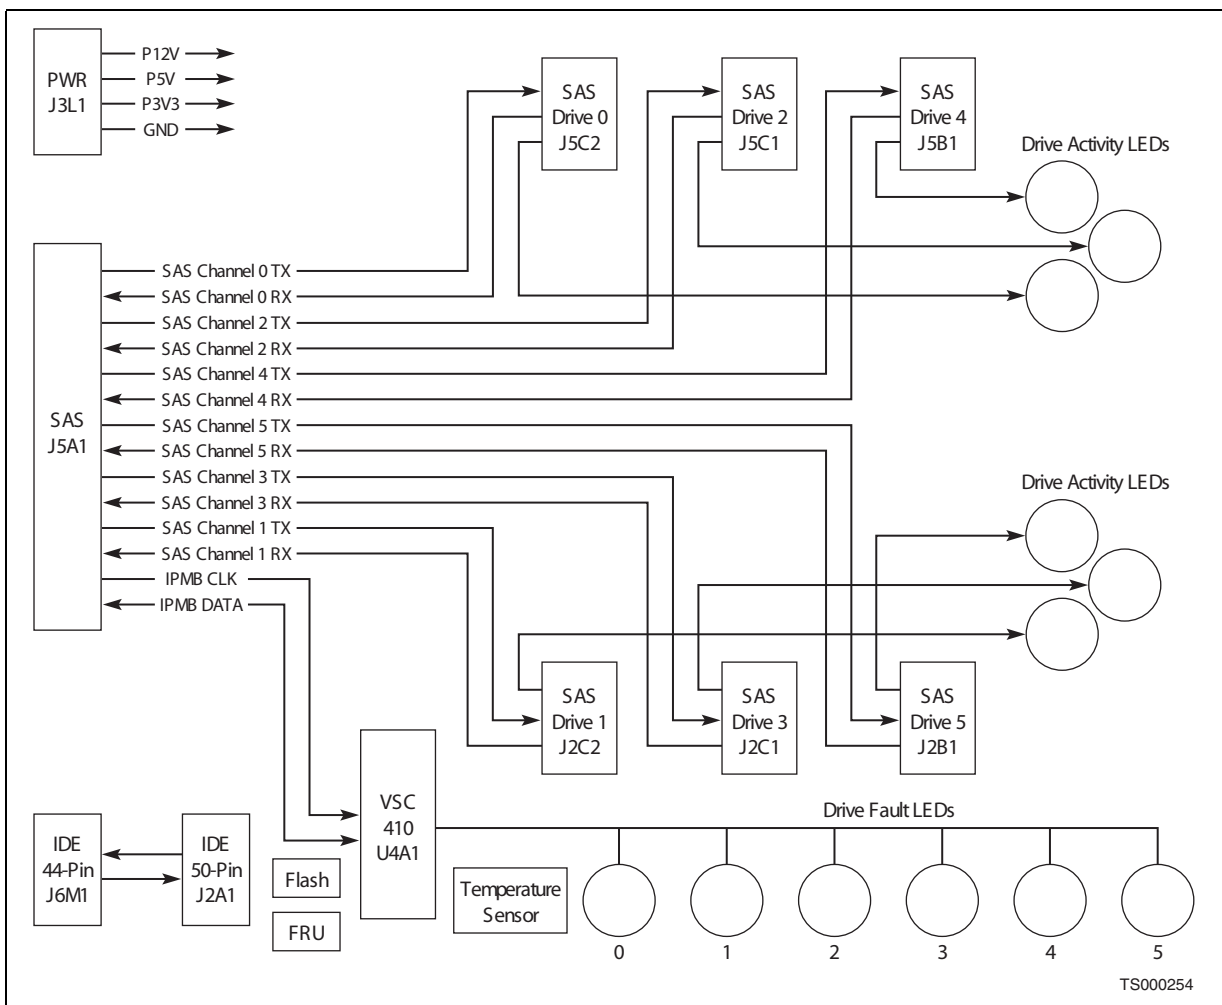 PWR
J3L1
P12V
P5V
P3V3
GND
SAS
Drive 0
J5C2
SAS
Drive 2
J5C1
SAS
Drive 4
J5B1
Drive Activity LEDs
SAS
J5A1
SAS Channel 0 TX
SAS Channel 0 RX
SAS Channel 2 TX
SAS Channel 2 RX
SAS Channel 4 TX
SAS Channel 4 RX
SAS Channel 5 TX
SAS Channel 5 RX
SAS Channel 3 TX
SAS Channel 3 RX
SAS Channel 1 TX
SAS Channel 1 RX
IPMB CLK
IPMB DATA
Drive Activity LEDs
SAS
Drive 1
J2C2
SAS
Drive 3
J2C1
SAS
Drive 5
J2B1
IDE
44-Pin
J6M1
IDE
50-Pin
J2A1
Flash
FRU
VSC
410
U4A1
Temperature
Sensor
Drive Fault LEDs
0
1
2
3
4
5
TS000254